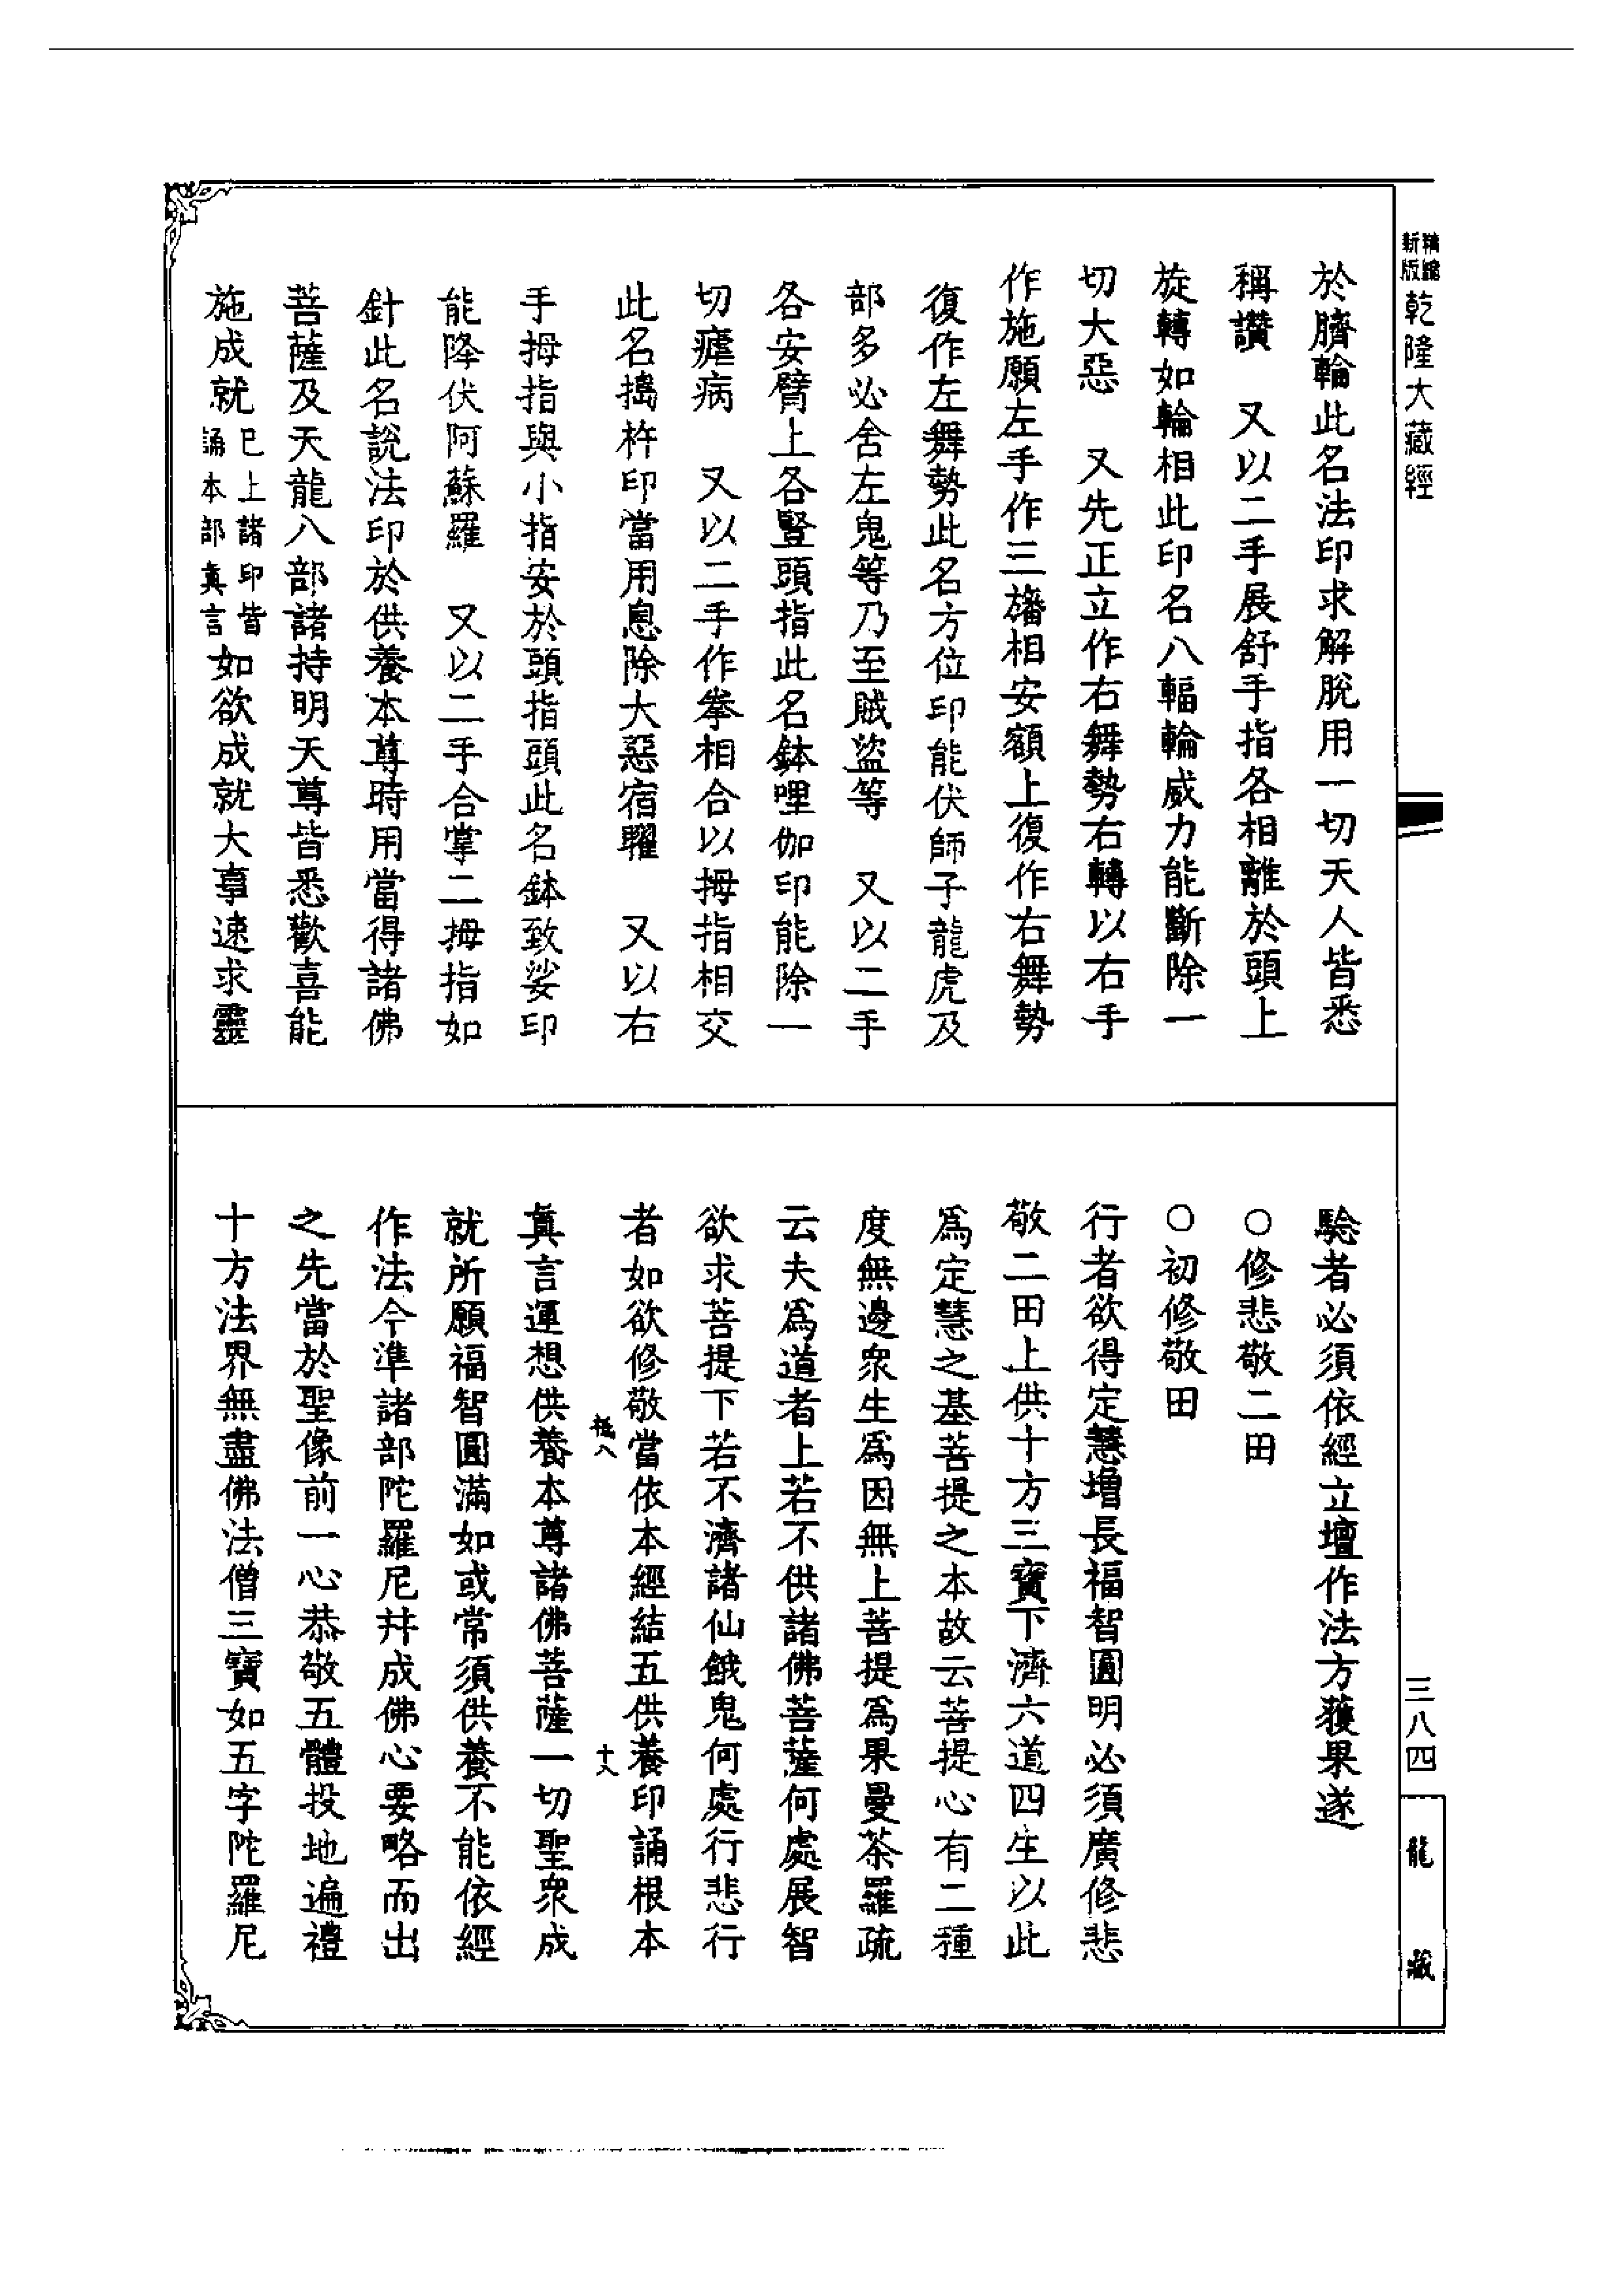 精縮
新版
乾隆大藏經
於臍輪此名法印求解脫用一切天人皆悉
稱讚　又以二手展舒手指各相離於頭上
旋轉如輪相此印名八輻輪威力能斷除一
切大惡　又先正立作右舞勢右轉以右手
作施願左手作三旛相安額上復作右舞勢
復作左舞勢此名方位印能伏師子龍虎及
部多必舍左鬼等乃至賊盜等　又以二手
各安臂上各豎頭指此名鉢哩伽印能除一
切瘧病　又以二手作拳相合以拇指相交
此名搗杵印當用息除大惡宿曜　又以右
手拇指與小指安於頭指頭此名鉢致娑印
能降伏阿蘇羅　又以二手合掌二拇指如
針此名說法印於供養本尊時用當得諸佛
菩薩及天龍八部諸持明天尊皆悉歡喜能
施成就已上諸印皆誦本部眞言如欲成就大事速求靈
驗者必須依經立壇作法方獲果遂
○修悲敬二田
○初修敬田
行者欲得定慧增長福智圓明必須廣修悲
敬二田上供十方三寶下濟六道四生以此
爲定慧之基菩提之本故云菩提心有二種
度無邊衆生爲因無上菩提爲果曼茶羅疏
云夫爲道者上若不供諸佛菩薩何處展智
欲求菩提下若不濟諸仙餓鬼何處行悲行
者如欲修敬當依本經結五供養印誦根本
眞言運想供養本尊諸佛菩薩一切聖衆成
就所願福智圓滿如或常須供養不能依經
作法今準諸部陀羅尼幷成佛心要略而出
之先當於聖像前一心恭敬五體投地遍禮
十方法界無盡佛法僧三寶如五字陀羅尼
十八
三八四
龍藏